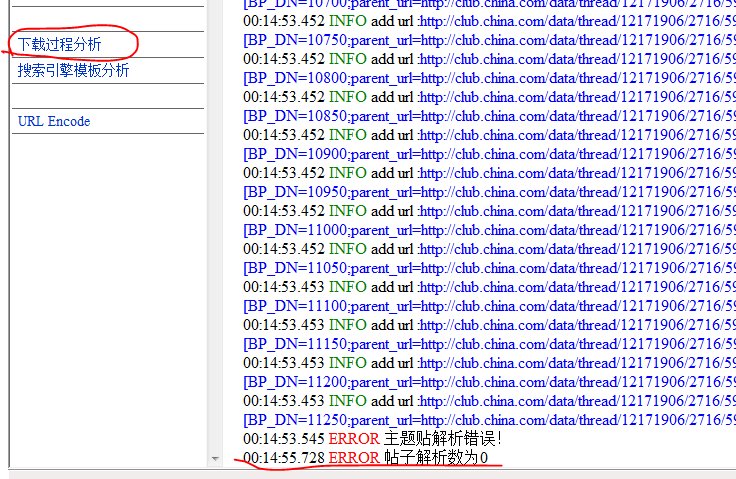 下载过程分析
搜索引擎模板分析
URL Encode
[BP_DN=10700;parent_url=http://club.china.com/data/thread/12171906/2716/59
00:14:53.452 INFO add url :http://club.china.com/data/thread/12171906/2716/59
[BP_DN=10750;parent_url=http://club.china.com/data/thread/12171906/2716/59
00:14:53.452 INFO add url :http://club.china.com/data/thread/12171906/2716/59
[BP_DN=10800;parent_url=http://club.china.com/data/thread/12171906/2716/59
00:14:53.452 INFO add url :http://club.china.com/data/thread/12171906/2716/59
[BP_DN=10850;parent_url=http://club.china.com/data/thread/12171906/2716/59
00:14:53.452 INFO add url :http://club.china.com/data/thread/12171906/2716/59
[BP_DN=10900;parent_url=http://club.china.com/data/thread/12171906/2716/59
00:14:53.452 INFO add url :http://club.china.com/data/thread/12171906/2716/59
[BP_DN=10950;parent_url=http://club.china.com/data/thread/12171906/2716/59
00:14:53.452 INFO add url :http://club.china.com/data/thread/12171906/2716/59
[BP_DN=11000;parent_url=http://club.china.com/data/thread/12171906/2716/59
00:14:53.452 INFO add url :http://club.china.com/data/thread/12171906/2716/59
[BP_DN=11050;parent_url=http://club.china.com/data/thread/12171906/2716/59
00:14:53.453 INFO add url :http://club.china.com/data/thread/12171906/2716/59
[BP_DN=11100;parent_url=http://club.china.com/data/thread/12171906/2716/59
00:14:53.453 INFO add url :http://club.china.com/data/thread/12171906/2716/59
[BP_DN=11150;parent_url=http://club.china.com/data/thread/12171906/2716/59
00:14:53.453 INFO add url :http://club.china.com/data/thread/12171906/2716/59
[BP_DN=11200;parent_url=http://club.china.com/data/thread/12171906/2716/59
00:14:53.453 INFO add url :http://club.china.com/data/thread/12171906/2716/59
[BP_DN=11250;parent_url=http://club.china.com/data/thread/12171906/2716/59
00:14:53.545 ERROR 主题贴解析错误!
00:14:55.728 ERROR 帖子解析数为0